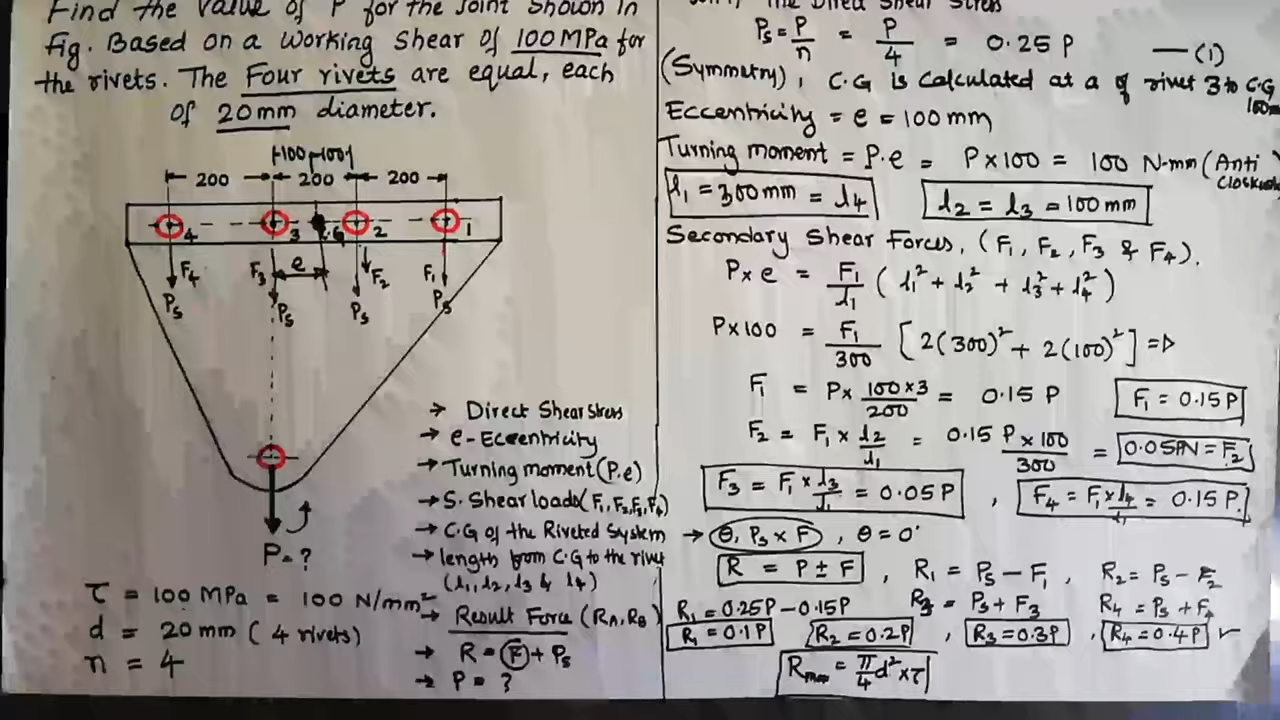 Find the value of P for the Joint Shown in
fig. Based on a working Shear of 100 MPa for
the rivets. The Four rivets are equal, each
of 20mm diameter.
100 100
200 200 200
4 3 C.G 2 1
F4 F3 e F2 F1
Ps Ps Ps Ps
P = ?
τ = 100 MPa = 100 N/mm²
d = 20mm (4 rivets)
n = 4
→ Direct Shear Stress
→ e - Eccentricity
→ Turning moment (P.e)
→ S. Shear loads (F1, F2, F3, F4)
→ C.G of the Riveted System
→ length from C.G to the rivet
(l1, l2, l3 & l4)
→ Result Force (RA, RB)
→ R = F + Ps
→ P = ?
The Direct Shear Stress
Ps = P/n = P/4 = 0.25 P —(1)
(Symmetry), C.G is Calculated at a of rivet 3 to C.G
Eccentricity = e = 100 mm
Turning moment = P.e = P×100 = 100 N-mm (Anti
l1 = 300mm = l4 l2 = l3 = 100 mm
Secondary Shear Forces, (F1, F2, F3 & F4).
P×e = F1/l1 (l1² + l2² + l3² + l4²)
P×100 = F1/300 [2(300)² + 2(100)²] ⇒
F1 = P× 100×3/200 = 0.15 P F1 = 0.15P
F2 = F1 × l2/l1 = 0.15 P×100/300 = 0.05PN = F2
F3 = F1 × l3/l1 = 0.05P , F4 = F1 × l4/l1 = 0.15 P.
→ θ, Ps × F , θ = 0°
R = P ± F , R1 = Ps - F1 , R2 = Ps - F2
R1 = 0.25P - 0.15P R3 = Ps + F3 R4 = Ps + F4
R1 = 0.1P R2 = 0.2P , R3 = 0.3P , R4 = 0.4P
Rmax = π/4 d² × τ